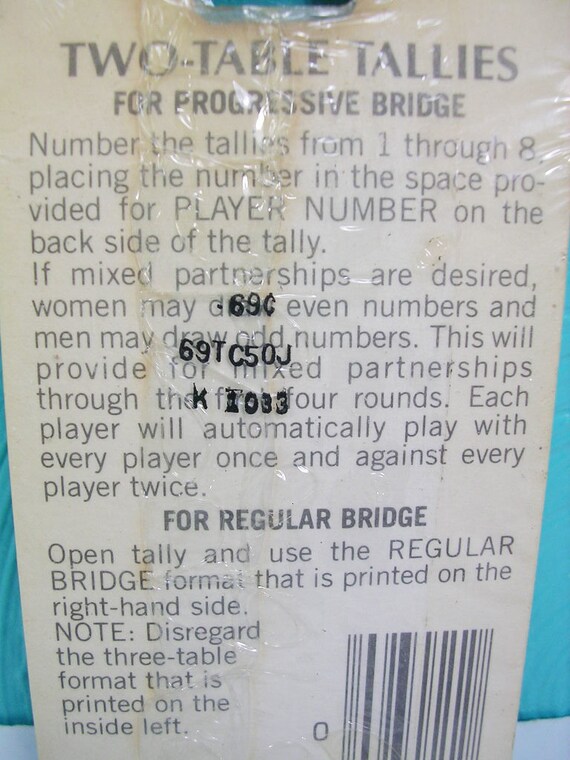 TWO-TABLE TALLIES
FOR PROGRESSIVE BRIDGE
Number the tallies from 1 through 8,
placing the number in the space pro-
vided for PLAYER NUMBER on the
back side of the tally.
If mixed partnerships are desired,
women may draw even numbers and
69¢
men may draw odd numbers. This will
69TC50J
provide for mixed partnerships
through the first four rounds. Each
player will automatically play with
every player once and against every
player twice.
FOR REGULAR BRIDGE
Open tally and use the REGULAR
BRIDGE format that is printed on the
right-hand side.
NOTE: Disregard
the three-table
format that is
printed on the
inside left.
0